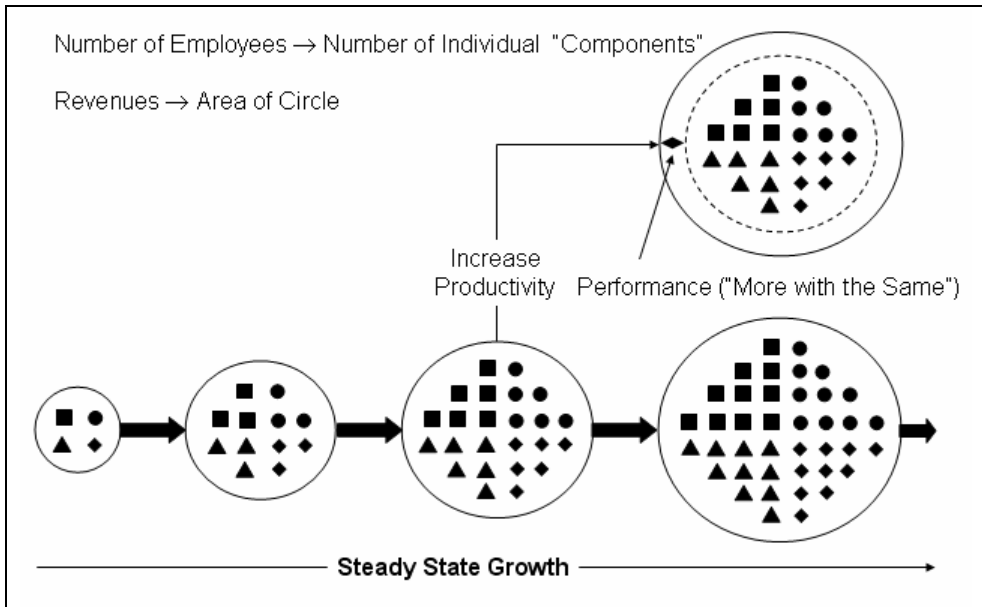 Number of Employees → Number of Individual "Components"
Revenues → Area of Circle
Increase
Productivity
Performance ("More with the Same")
Steady State Growth